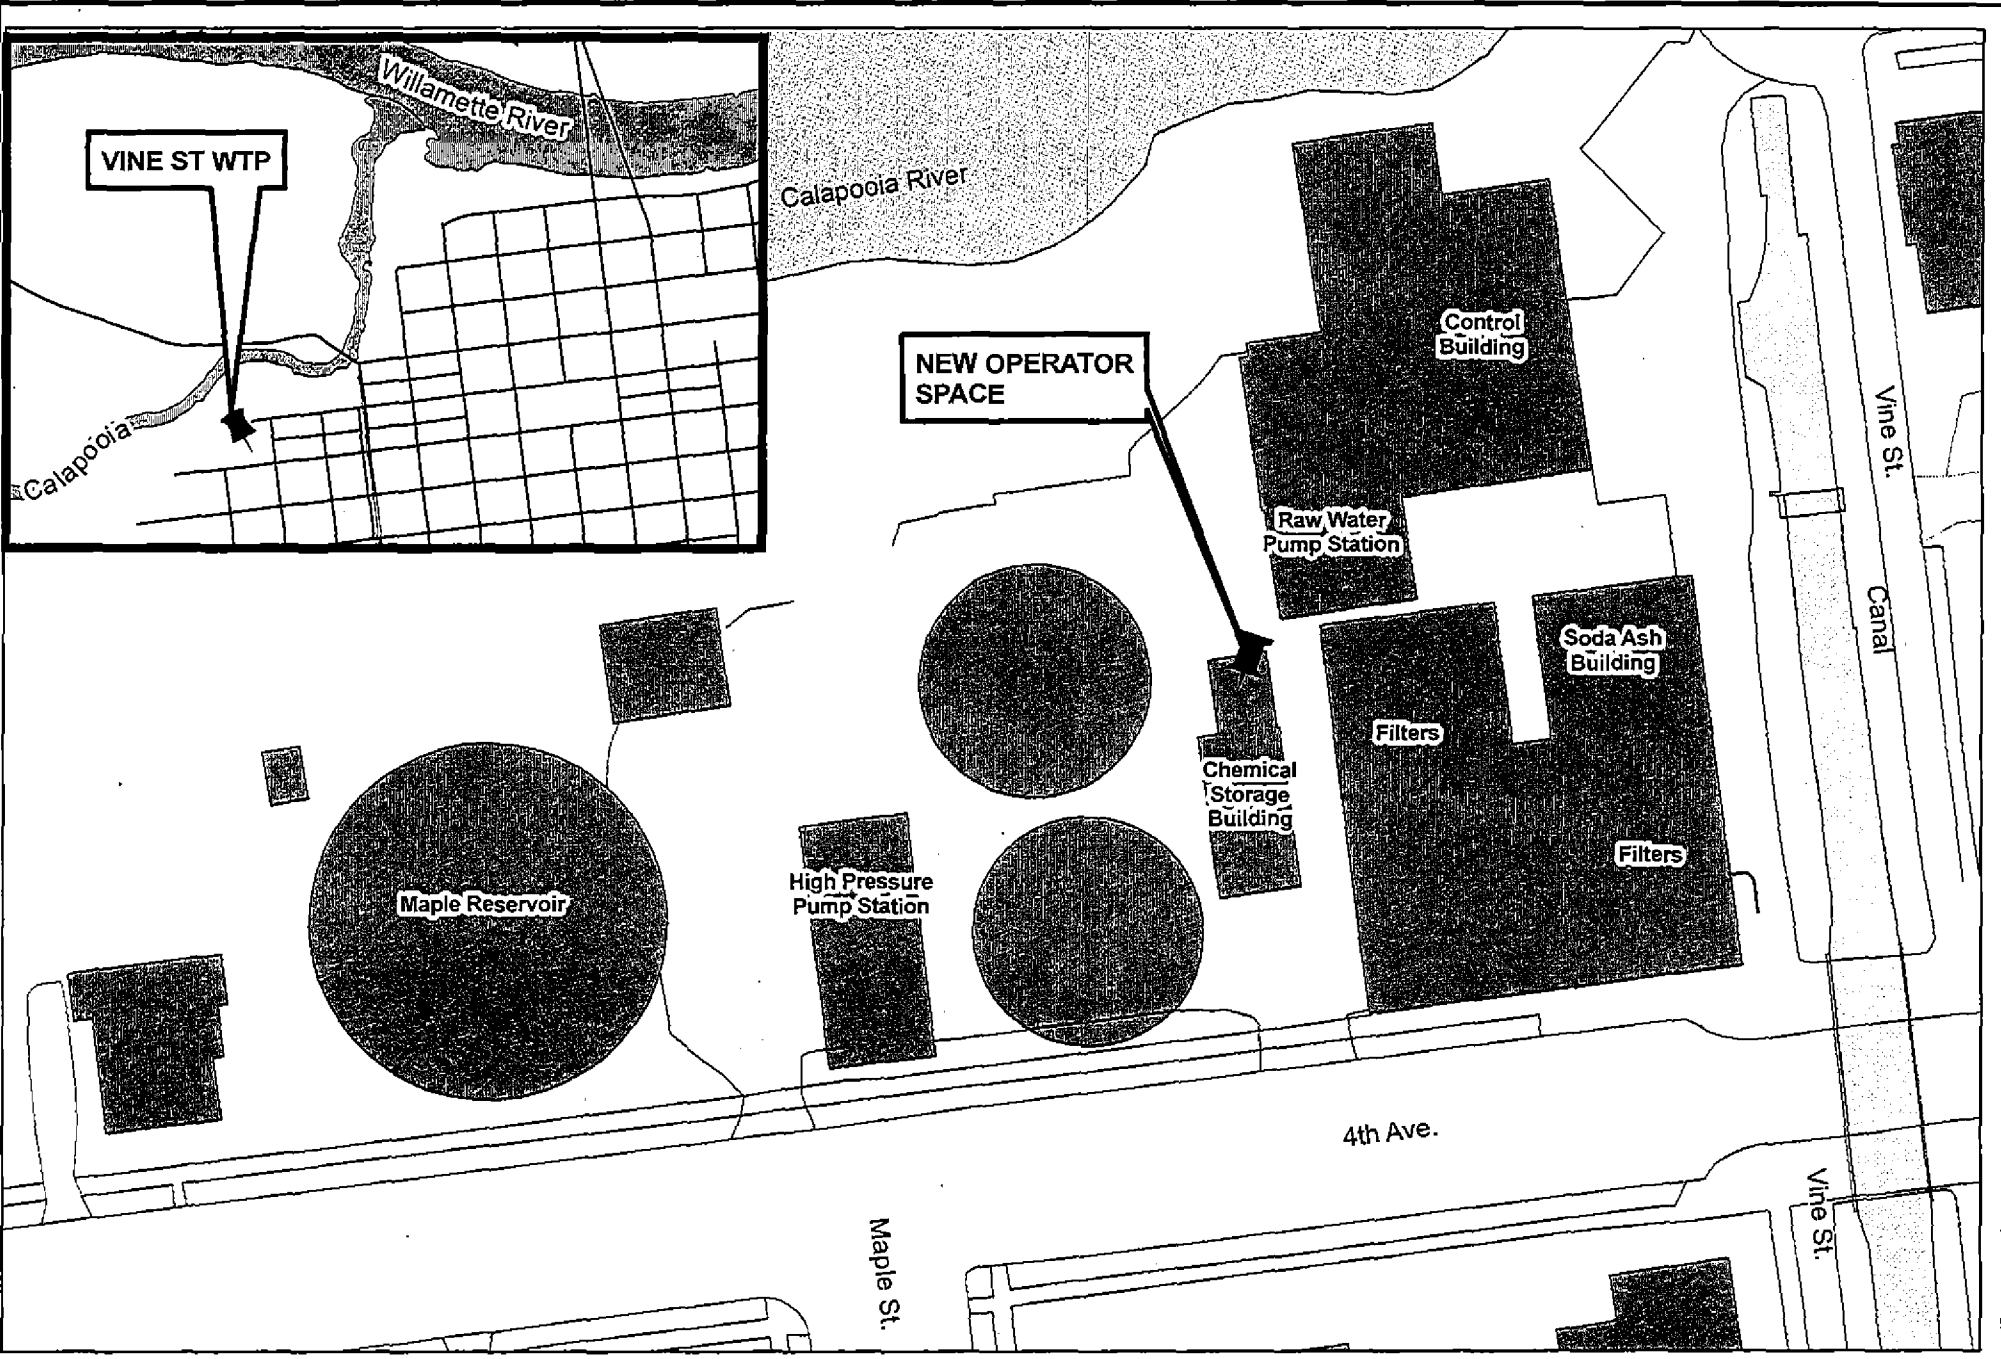 Willamette River
VINE ST WTP
Calapooia
Calapooia River
NEW OPERATOR
SPACE
Control
Building
Vine St.
Raw Water
Pump Station
Canal
Soda Ash
Building
Filters
Chemical
Storage
Building
Filters
High Pressure
Pump Station
Maple Reservoir
4th Ave.
Vine St.
Maple St.